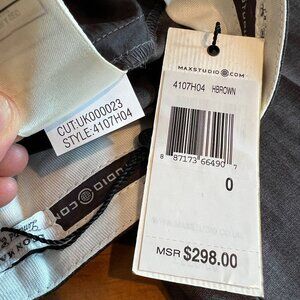 CUT:UK000023
STYLE:4107H04
MAXSTUDIO.COM
4107H04 HBROWN
8 87173 66490 7
0
MSR $298.00